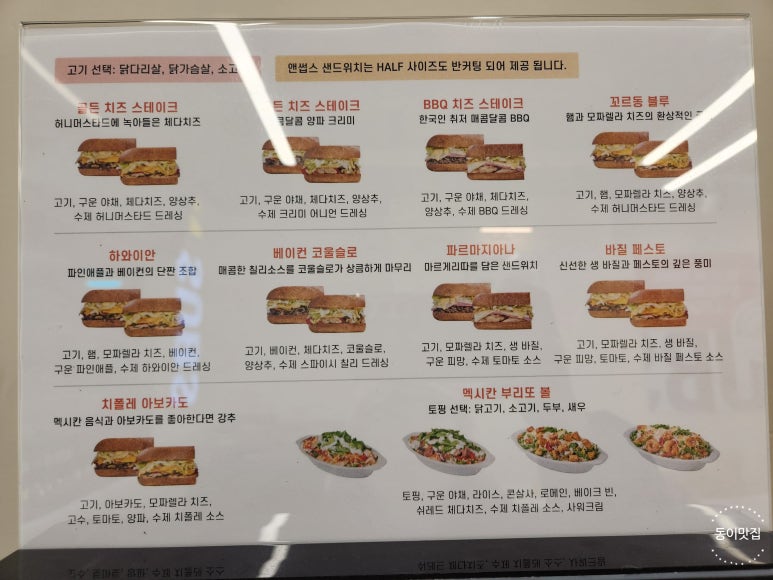 고기 선택: 닭다리살, 닭가슴살,
앤썹스 샌드위치는 HALF 사이즈도 반커팅 되어 제공 됩니다.
치즈 스테이크
허니머스타드에 녹아들은 체다치즈
고기, 구운 야채, 체다치즈, 양상추,
수제 허니머스타드 드레싱
치즈 스테이크
양파 크리미
고기, 구운 야채, 체다치즈, 양상추,
수제 크리미 어니언 드레싱
BBQ 치즈 스테이크
한국인 취저 매콤달콤 BBQ
고기, 구운 야채, 체다치즈,
양상추, 수제 BBQ 드레싱
꼬르동 블루
햄과 모짜렐라 치즈의 환상적인
고기, 햄, 모짜렐라 치즈, 양상추,
수제 허니머스타드 드레싱
하와이안
파인애플과 베이컨의 단짠 조합
고기, 햄, 모짜렐라 치즈, 베이컨,
구운 파인애플, 수제 하와이안 드레싱
베이컨 코울슬로
매콤한 칠리소스를 코울슬로가 상큼하게 마무리
고기, 베이컨, 체다치즈, 코울슬로,
양상추, 수제 스파이시 칠리 드레싱
파르마지아나
마르게리따를 담은 샌드위치
고기, 모짜렐라 치즈, 생 바질,
구운 피망, 수제 토마토 소스
바질 페스토
신선한 생 바질과 페스토의 깊은 풍미
고기, 모짜렐라 치즈, 생 바질,
구운 피망, 토마토, 수제 바질 페스토 소스
치폴레 아보카도
멕시칸 음식과 아보카도를 좋아한다면 강추
고기, 아보카도, 모짜렐라 치즈,
고수, 토마토, 양파, 수제 치폴레 소스
멕시칸 부리또 볼
토핑 선택: 닭고기, 소고기, 두부, 새우
토핑, 구운 야채, 라이스, 콘살사, 로메인, 베이크 빈,
쉬레드 체다치즈, 수제 치폴레 소스, 사워크림
동이맛집